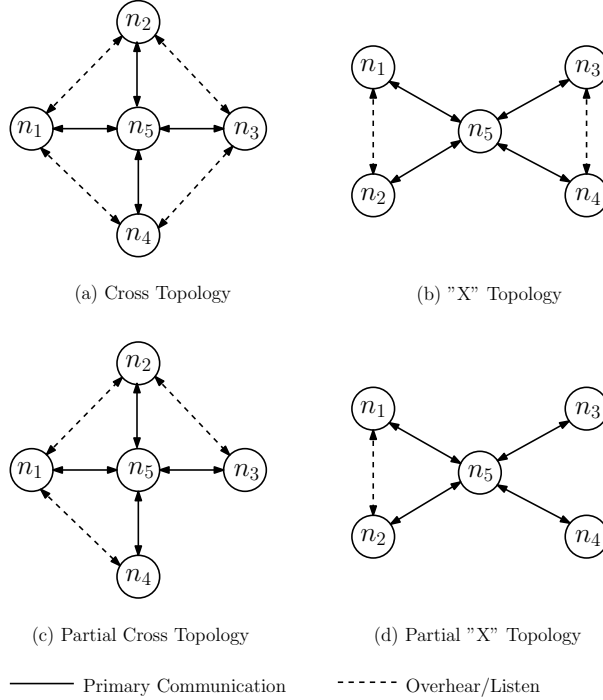 n₂
n₁ n₅ n₃
n₄
(a) Cross Topology
n₁ n₃
n₅
n₂ n₄
(b) "X" Topology
n₂
n₁ n₅ n₃
n₄
(c) Partial Cross Topology
n₁ n₃
n₅
n₂ n₄
(d) Partial "X" Topology
Primary Communication
Overhear/Listen